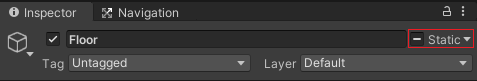 Inspector Navigation
Floor Static
Tag Untagged Layer Default